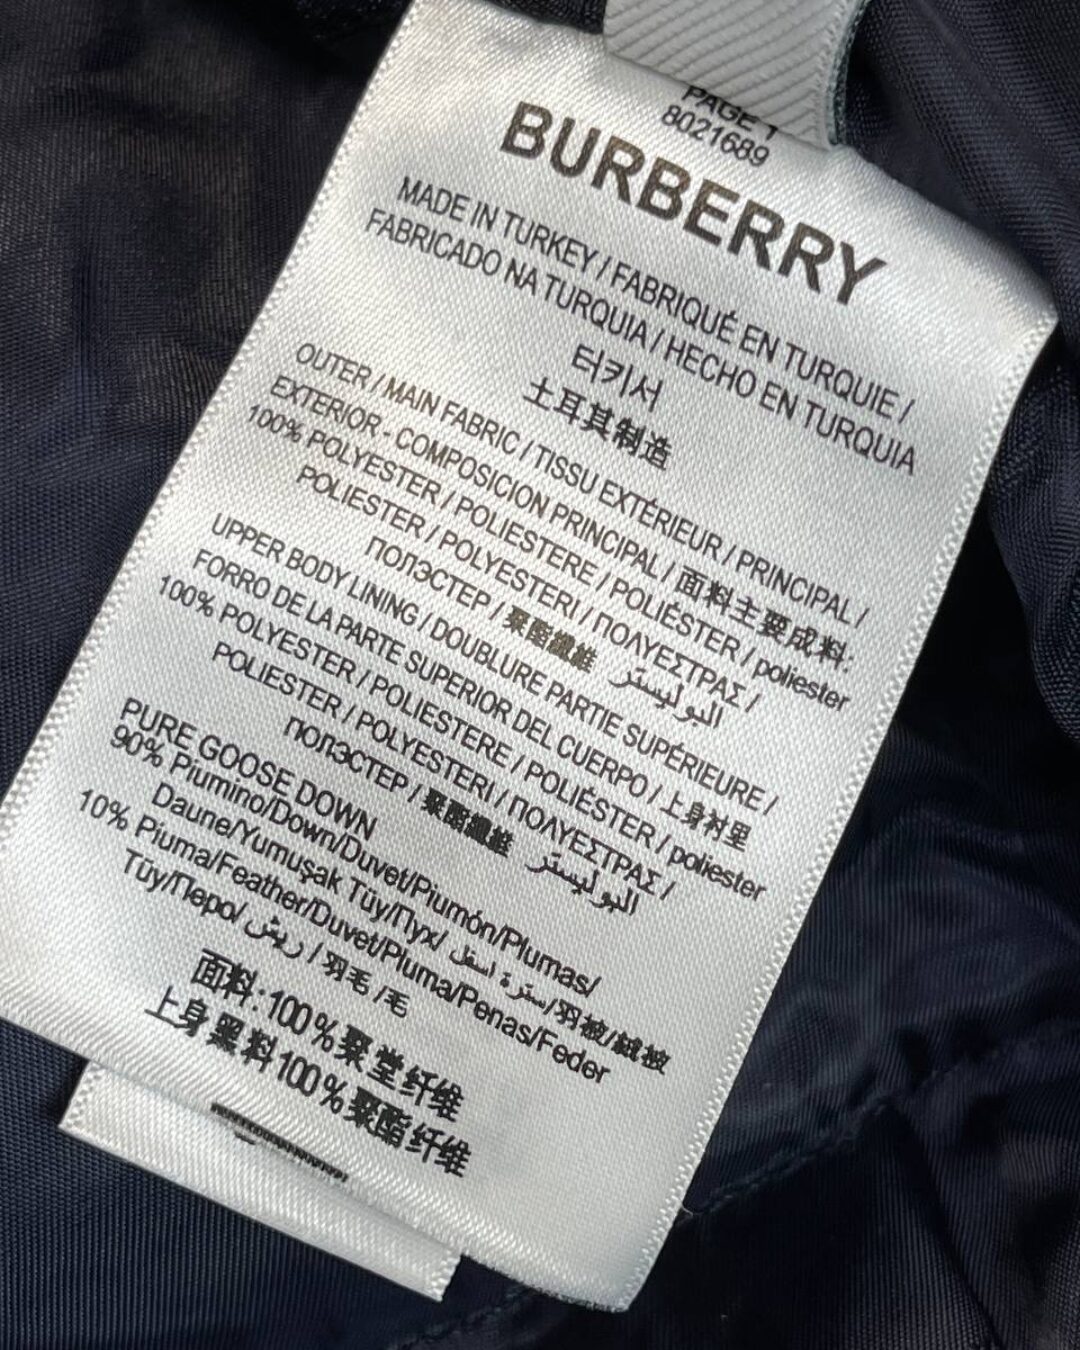 PAGE 1
8021689
BURBERRY
MADE IN TURKEY / FABRIQUÉ EN TURQUIE /
FABRICADO NA TURQUIA / HECHO EN TURQUIA
터키서
土耳其制造
OUTER / MAIN FABRIC / TISSU EXTÉRIEUR / PRINCIPAL /
EXTERIOR - COMPOSICION PRINCIPAL / 面料主要成料:
100% POLYESTER / POLIESTERE / POLIÉSTER / poliester
POLIESTER / POLYESTERI / ΠΟΛΥΕΣΤΡΑΣ /
ПОЛЭСТЕР / 聚酯纖維 البوليستر
UPPER BODY LINING / DOUBLURE PARTIE SUPÉRIEURE /
FORRO DE LA PARTE SUPERIOR DEL CUERPO / 上身衬里
100% POLYESTER / POLIESTERE / POLIÉSTER / poliester
POLIESTER / POLYESTERI / ΠΟΛΥΕΣΤΡΑΣ /
ПОЛЭСТЕР / 聚酯纖維 البوليستر
PURE GOOSE DOWN
90% Piumino/Down/Duvet/Piumón/Plumas/
Daune/Yumuşak Tüy/Пух/ سترة اسفل/羽被/絨被
10% Piuma/Feather/Duvet/Pluma/Penas/Feder
Tüy/Перо/ ريش / 羽毛 /毛
面料:100%聚堂纤维
上身黑料100%聚酯纤维